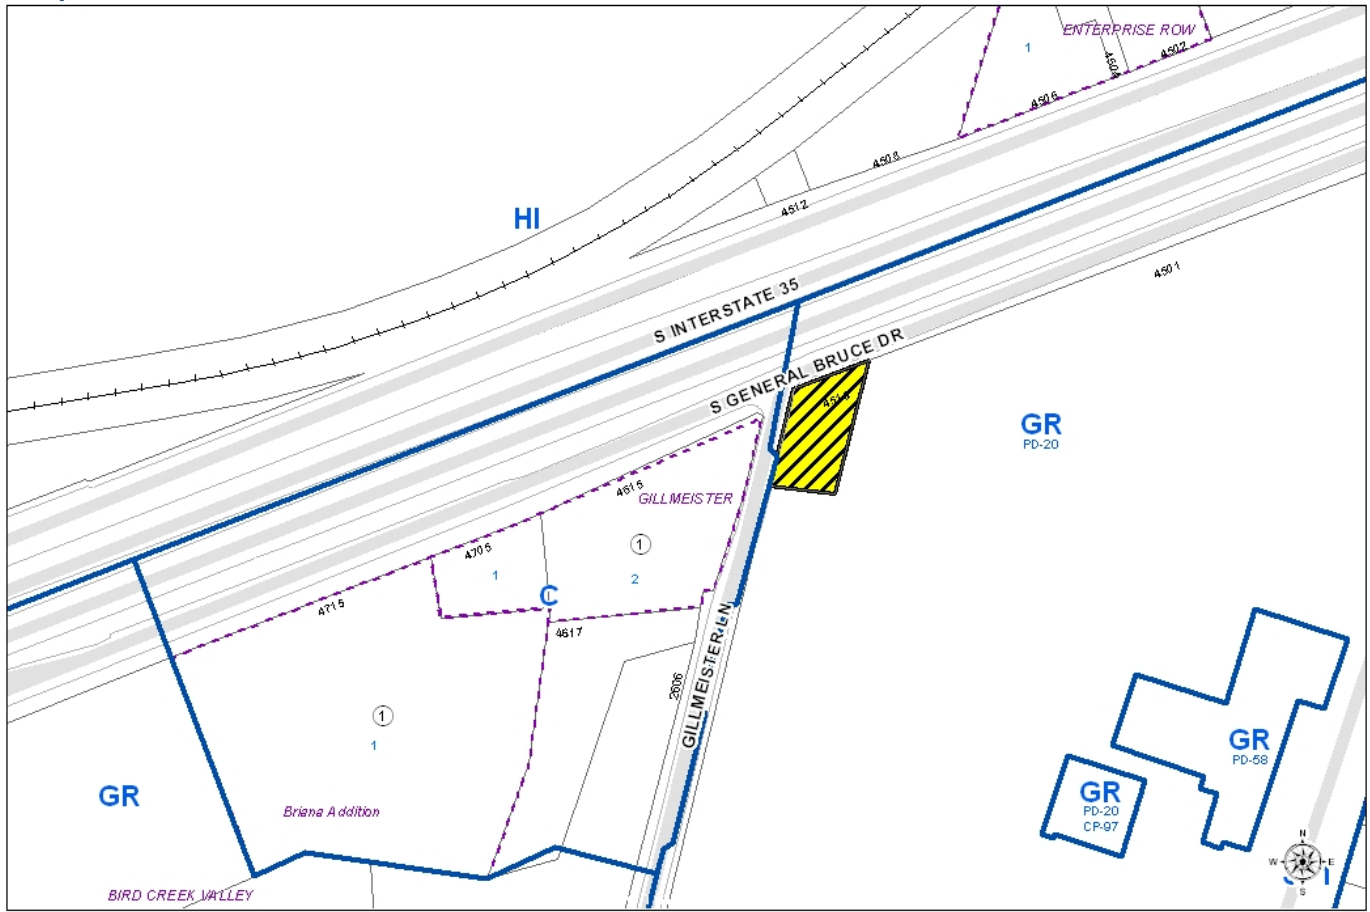 ENTERPRISE ROW
1
4502
4504
4506
4508
4512
HI
S INTERSTATE 35
4501
S GENERAL BRUCE DR
GR
PD-20
4615
GILLMEISTER
1
4705
1
2
C
4715
4617
2606
GILLMEISTER LN
1
1
GR
Briana Addition
BIRD CREEK VALLEY
GR
PD-58
GR
PD-20
CP-97
N
W
E
S